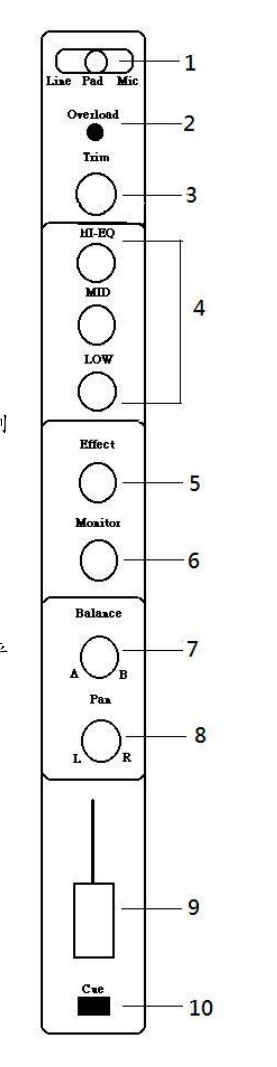 Line Pad Mic
1
Overload
2
Trim
3
HI-EQ
MID
4
LOW
Effect
5
Monitor
6
Balance
7
A B
Pan
8
L R
9
Cue
10